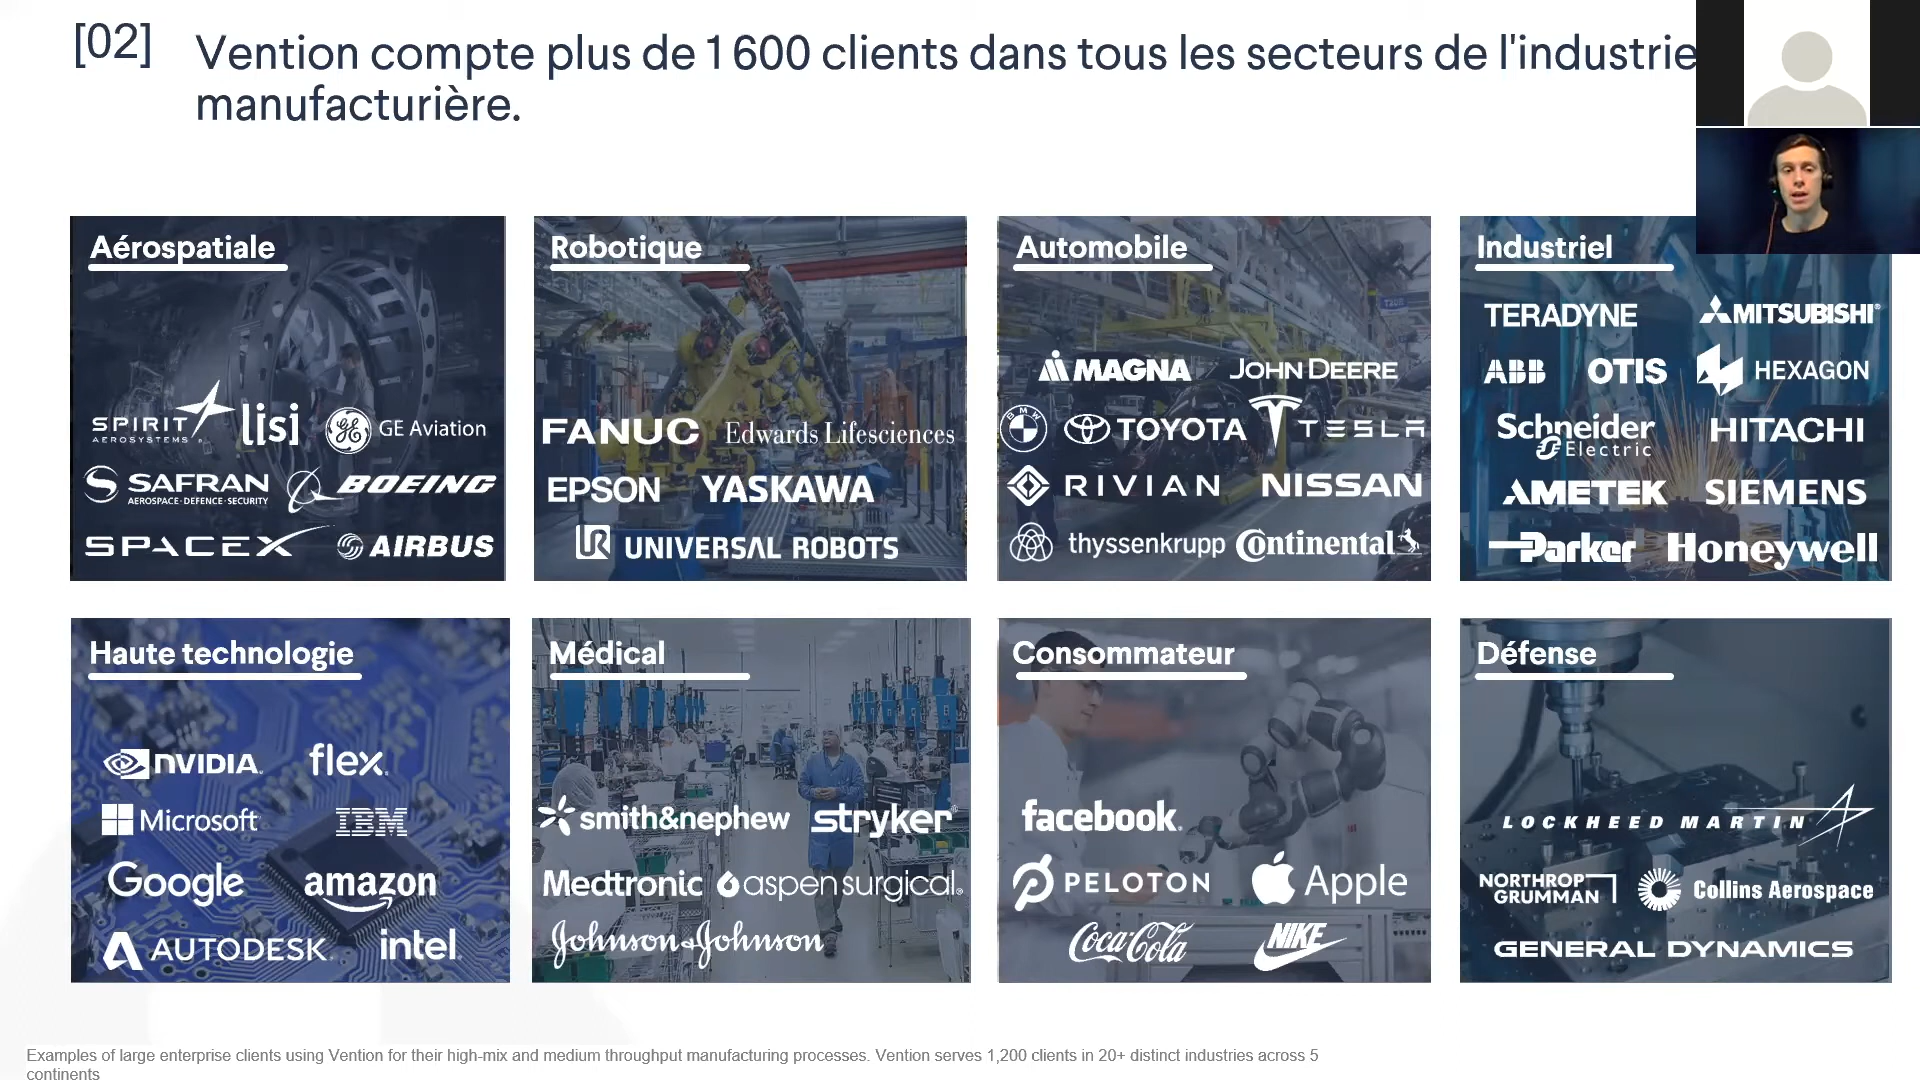 [02]
Vention compte plus de 1 600 clients dans tous les secteurs de l'industrie
manufacturière.
Aérospatiale
SPIRIT
AEROSYSTEMS
lisi
GE Aviation
SAFRAN
AEROSPACE · DEFENCE · SECURITY
BOEING
SPACEX
AIRBUS
Robotique
FANUC
Edwards Lifesciences
EPSON
YASKAWA
UR UNIVERSAL ROBOTS
Automobile
MAGNA
JOHN DEERE
BMW
TOYOTA
TESLA
RIVIAN
NISSAN
thyssenkrupp
Continental
Industriel
TERADYNE
MITSUBISHI®
ABB
OTIS
HEXAGON
Schneider
Electric
HITACHI
AMETEK
SIEMENS
Parker
Honeywell
Haute technologie
NVIDIA.
flex.
Microsoft
IBM
Google
amazon
AUTODESK.
intel
Médical
smith&nephew
stryker®
Medtronic
aspensurgical®
Johnson&Johnson
Consommateur
facebook.
PELOTON
Apple
Coca-Cola
NIKE
Défense
LOCKHEED MARTIN
NORTHROP
GRUMMAN
Collins Aerospace
GENERAL DYNAMICS
Examples of large enterprise clients using Vention for their high-mix and medium throughput manufacturing processes. Vention serves 1,200 clients in 20+ distinct industries across 5
continents